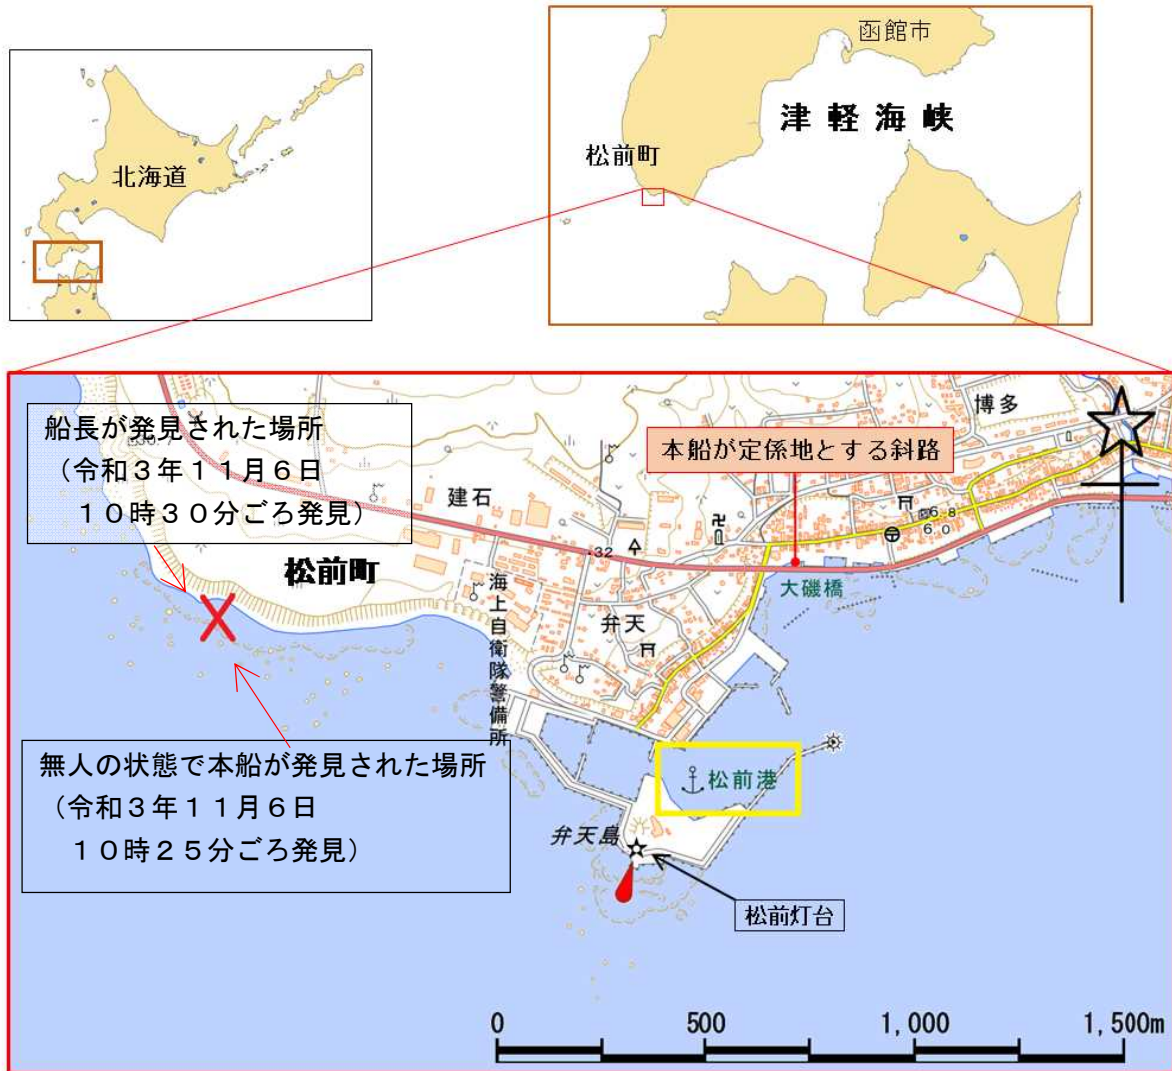 北海道
函館市
津軽海峡
松前町
船長が発見された場所
（令和３年１１月６日
１０時３０分ごろ発見）
博多
本船が定係地とする斜路
建石
６.８
６.０
.32
松前町
大磯橋
海上自衛隊警備所
弁天
無人の状態で本船が発見された場所
（令和３年１１月６日
１０時２５分ごろ発見）
松前港
弁天島
松前灯台
0 500 1,000 1,500m